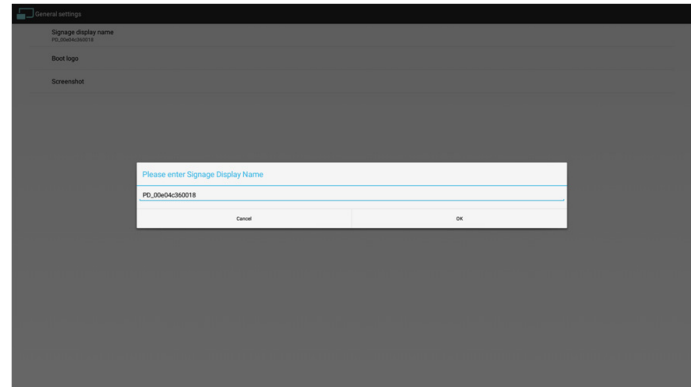 General settings
Signage display name
PD_00e04c360018
Boot logo
Screenshot
Please enter Signage Display Name
PD_00e04c360018
Cancel
OK